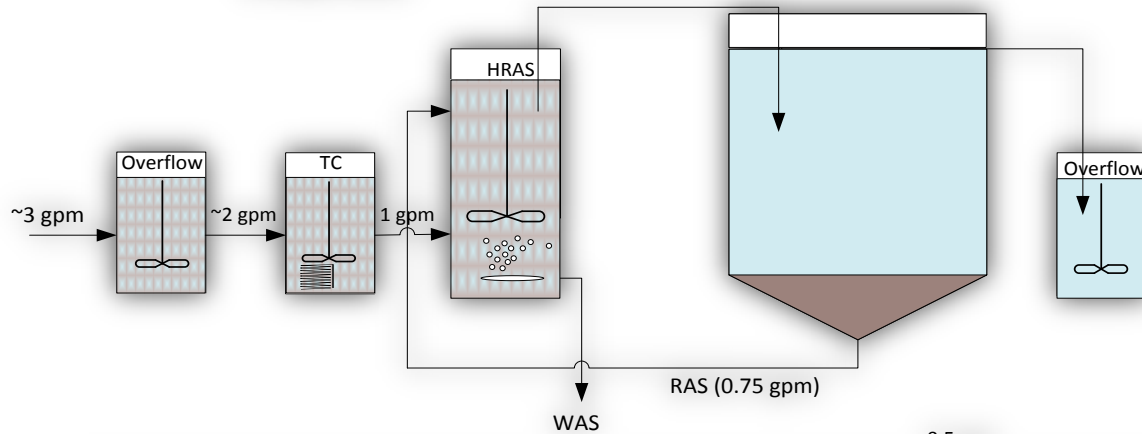 HRAS
Overflow
TC
Overflow
~3 gpm
~2 gpm
1 gpm
RAS (0.75 gpm)
WAS